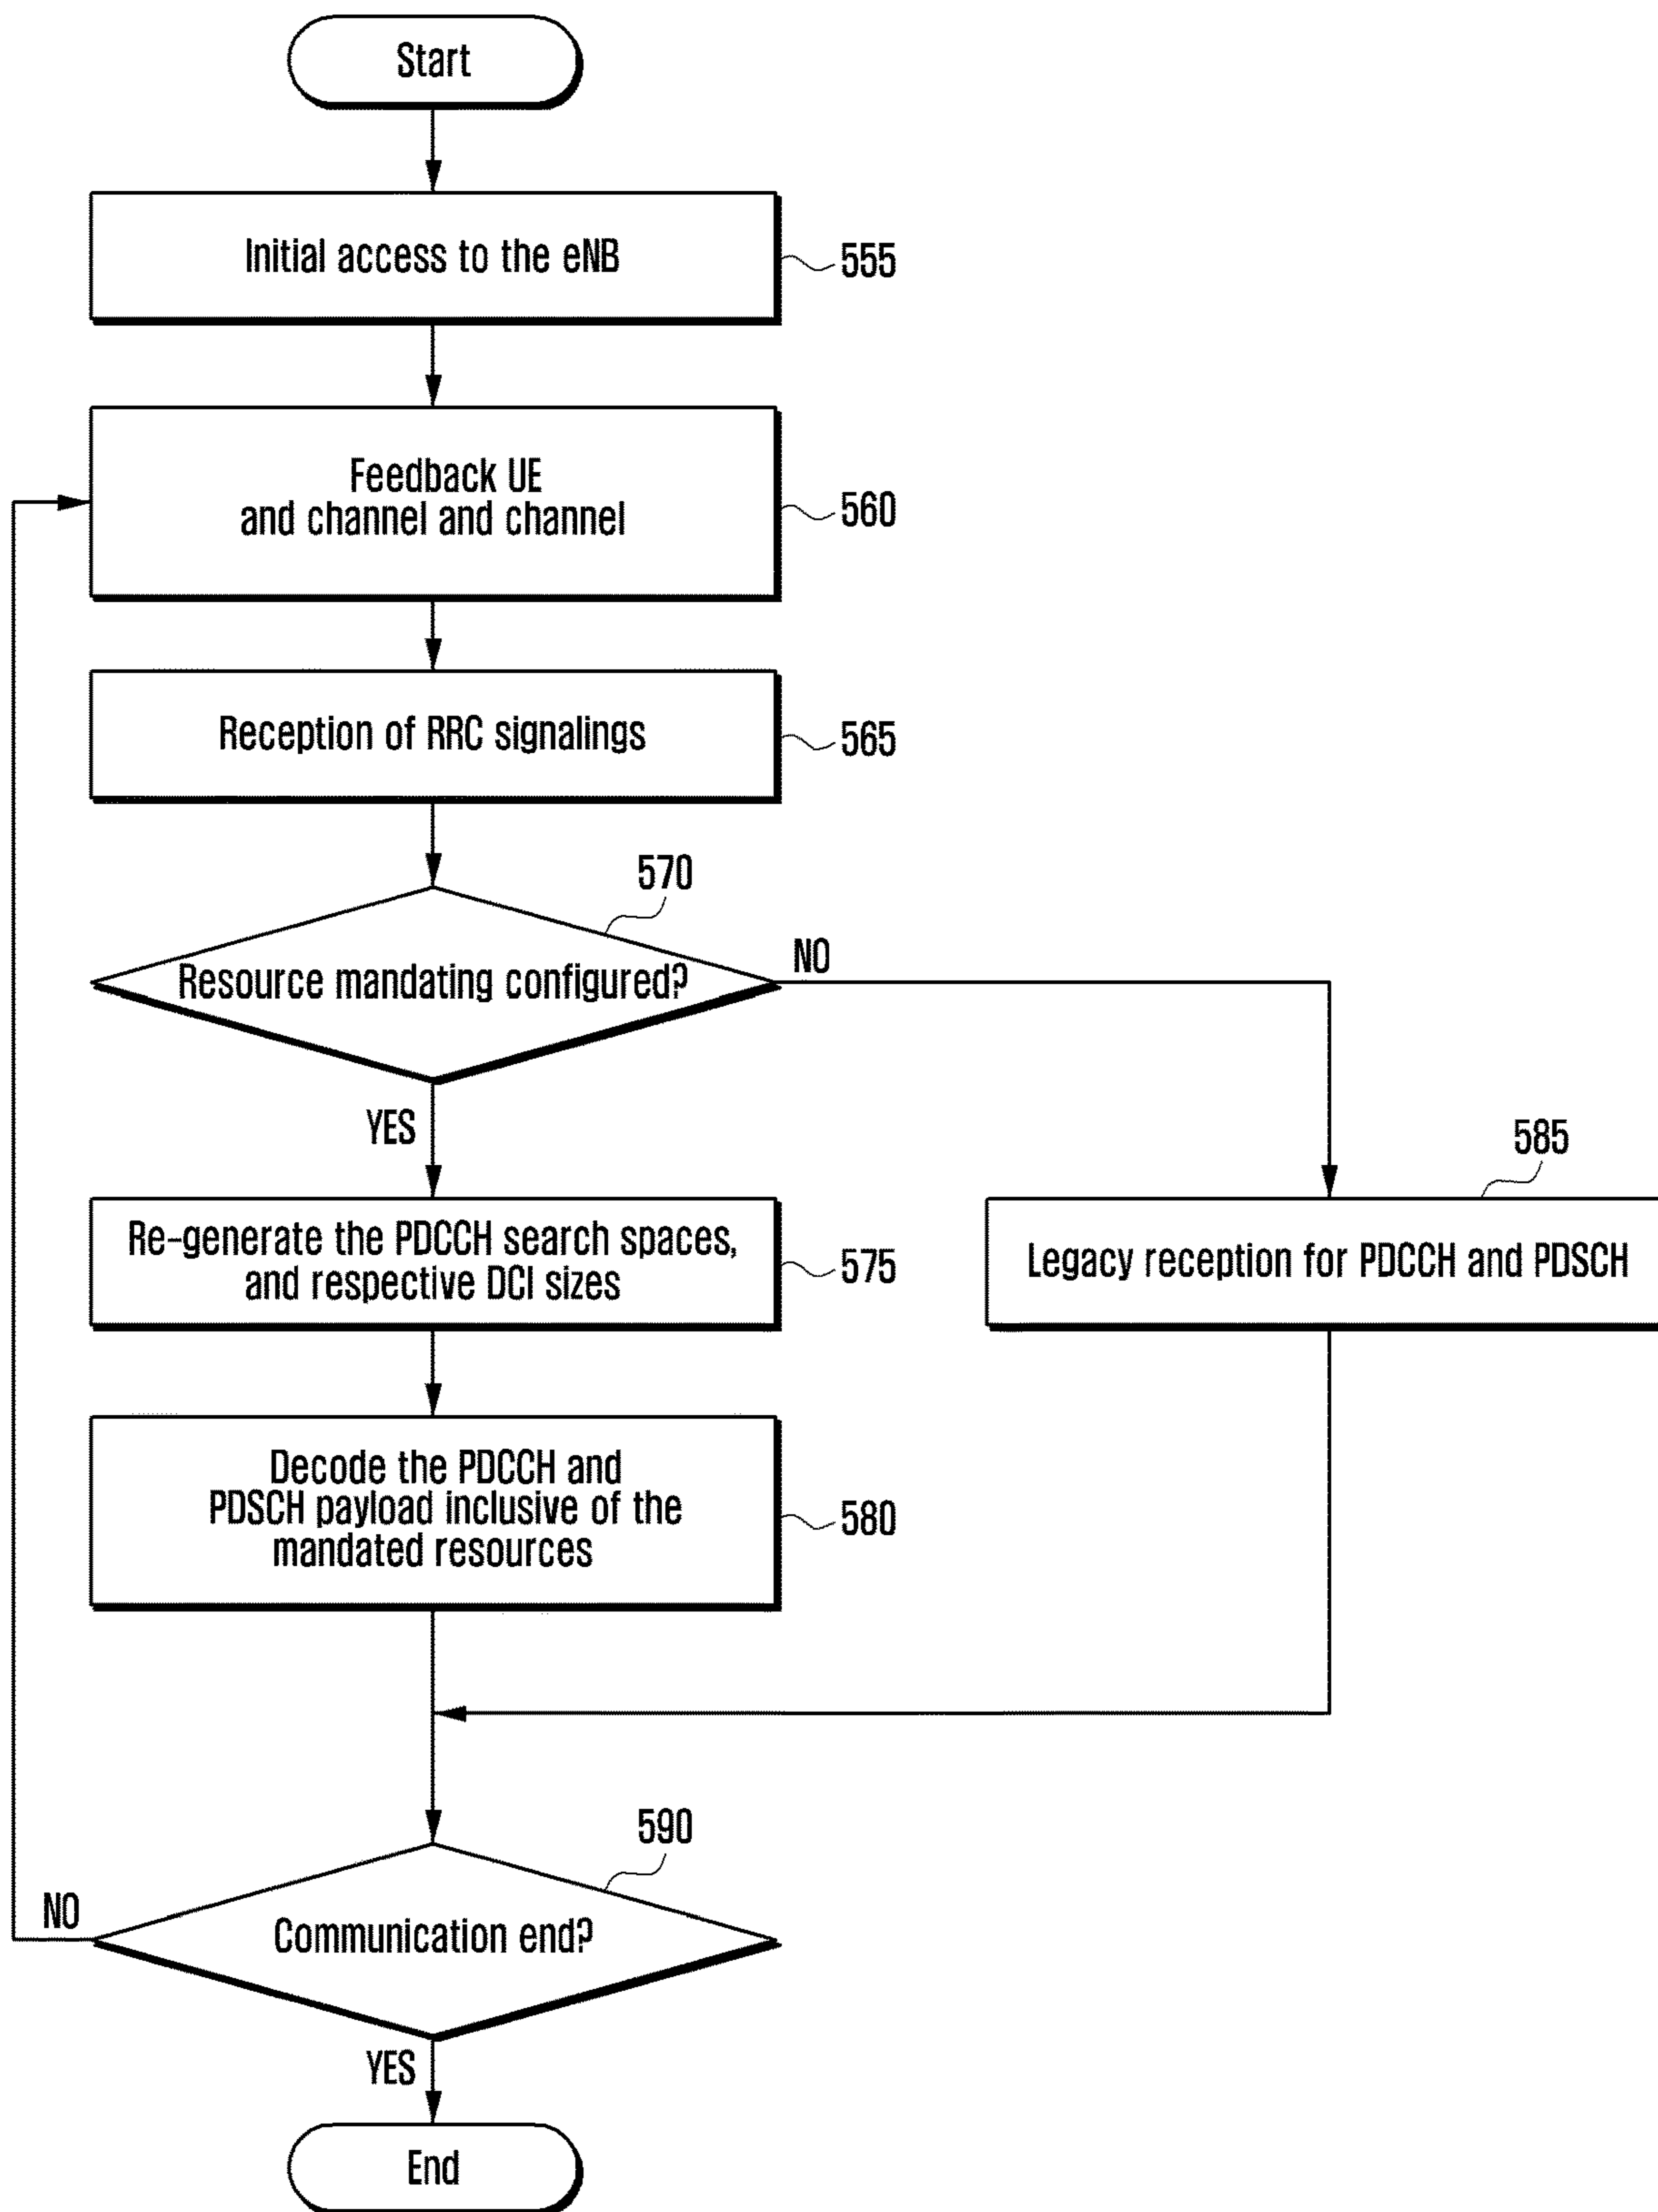 Start
Initial access to the eNB
555
Feedback UE
and channel and channel
560
Reception of RRC signalings
565
570
Resource mandating configured?
NO
YES
585
Re-generate the PDCCH search spaces,
and respective DCI sizes
575
Legacy reception for PDCCH and PDSCH
Decode the PDCCH and
PDSCH payload inclusive of the
mandated resources
580
590
NO
Communication end?
YES
End